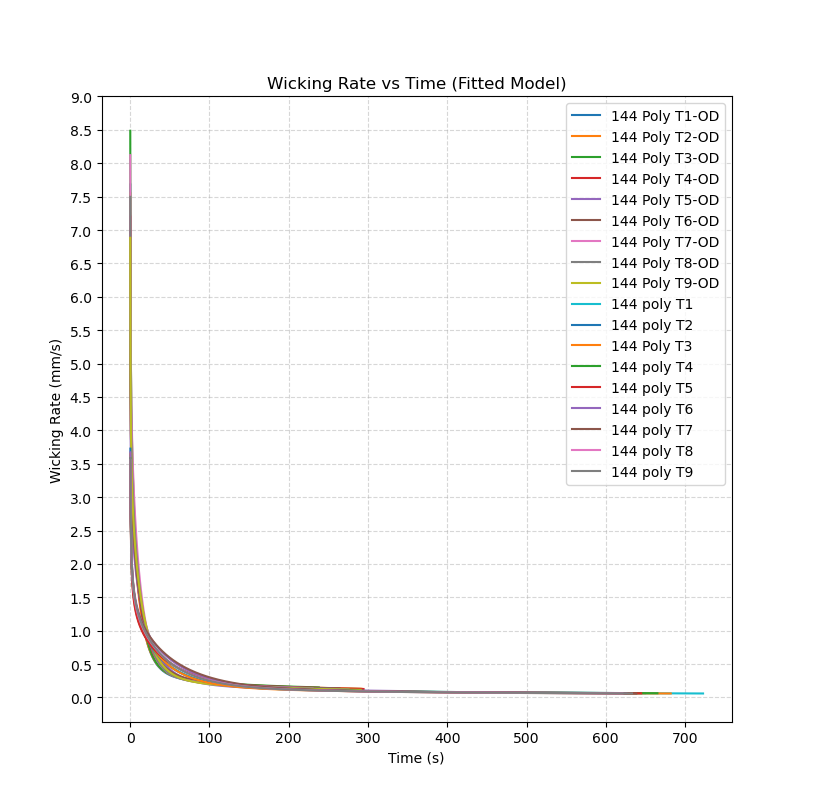 Wicking Rate vs Time (Fitted Model)
9.0
8.5
8.0
7.5
7.0
6.5
6.0
5.5
5.0
4.5
4.0
3.5
3.0
2.5
2.0
1.5
1.0
0.5
0.0
Wicking Rate (mm/s)
144 Poly T1-OD
144 Poly T2-OD
144 Poly T3-OD
144 Poly T4-OD
144 Poly T5-OD
144 Poly T6-OD
144 Poly T7-OD
144 Poly T8-OD
144 Poly T9-OD
144 poly T1
144 poly T2
144 Poly T3
144 poly T4
144 poly T5
144 poly T6
144 poly T7
144 poly T8
144 poly T9
0 100 200 300 400 500 600 700
Time (s)